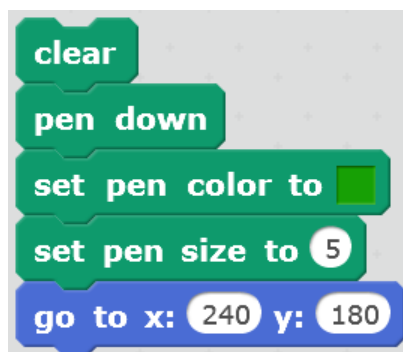 clear
pen down
set pen color to
set pen size to 5
go to x: 240 y: 180